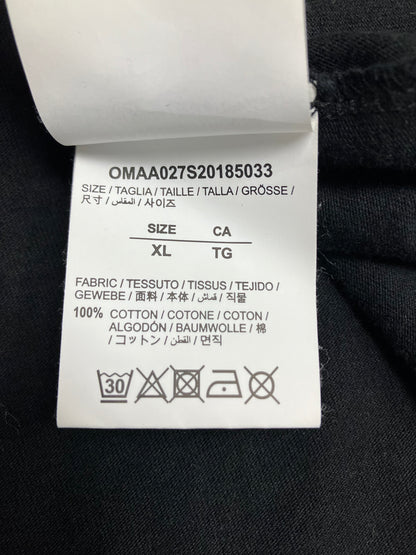 OMAA027S20185033
SIZE / TAGLIA / TAILLE / TALLA / GRÖSSE /
尺寸 / المقاس / 사이즈
SIZE CA
XL TG
FABRIC / TESSUTO / TISSUS / TEJIDO /
GEWEBE / 面料 / 本体 / قماش / 직물
100% COTTON / COTONE / COTON /
ALGODÓN / BAUMWOLLE / 棉
/ コットン / القطن / 면직
30